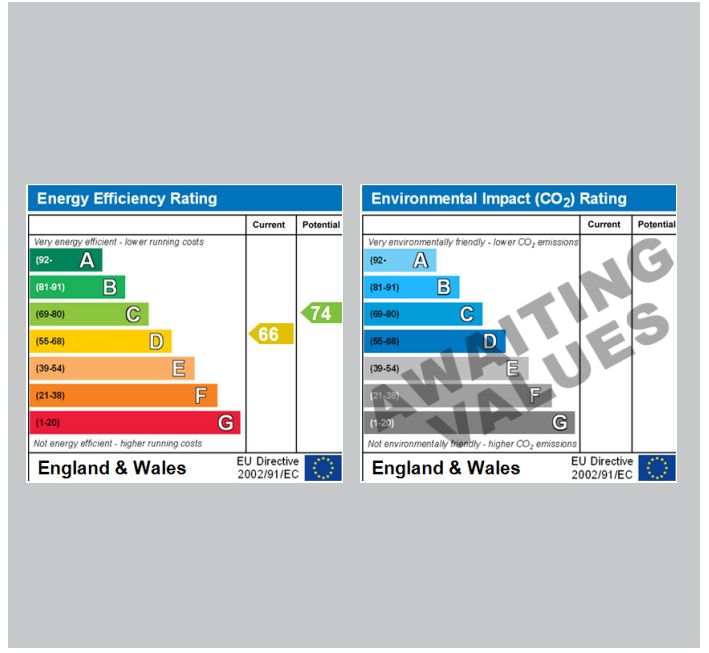 Energy Efficiency Rating
Current Potential
Very energy efficient - lower running costs
(92- A
(81-91) B
(69-80) C
74
(55-68) D
66
(39-54) E
(21-38) F
(1-20) G
Not energy efficient - higher running costs
England & Wales
EU Directive
2002/91/EC
Environmental Impact (CO2) Rating
Current Potential
Very environmentally friendly - lower CO2 emissions
(92- A
(81-91) B
(69-80) C
(55-68) D
(39-54) E
(21-38) F
(1-20) G
AWAITING
VALUES
Not environmentally friendly - higher CO2 emissions
England & Wales
EU Directive
2002/91/EC